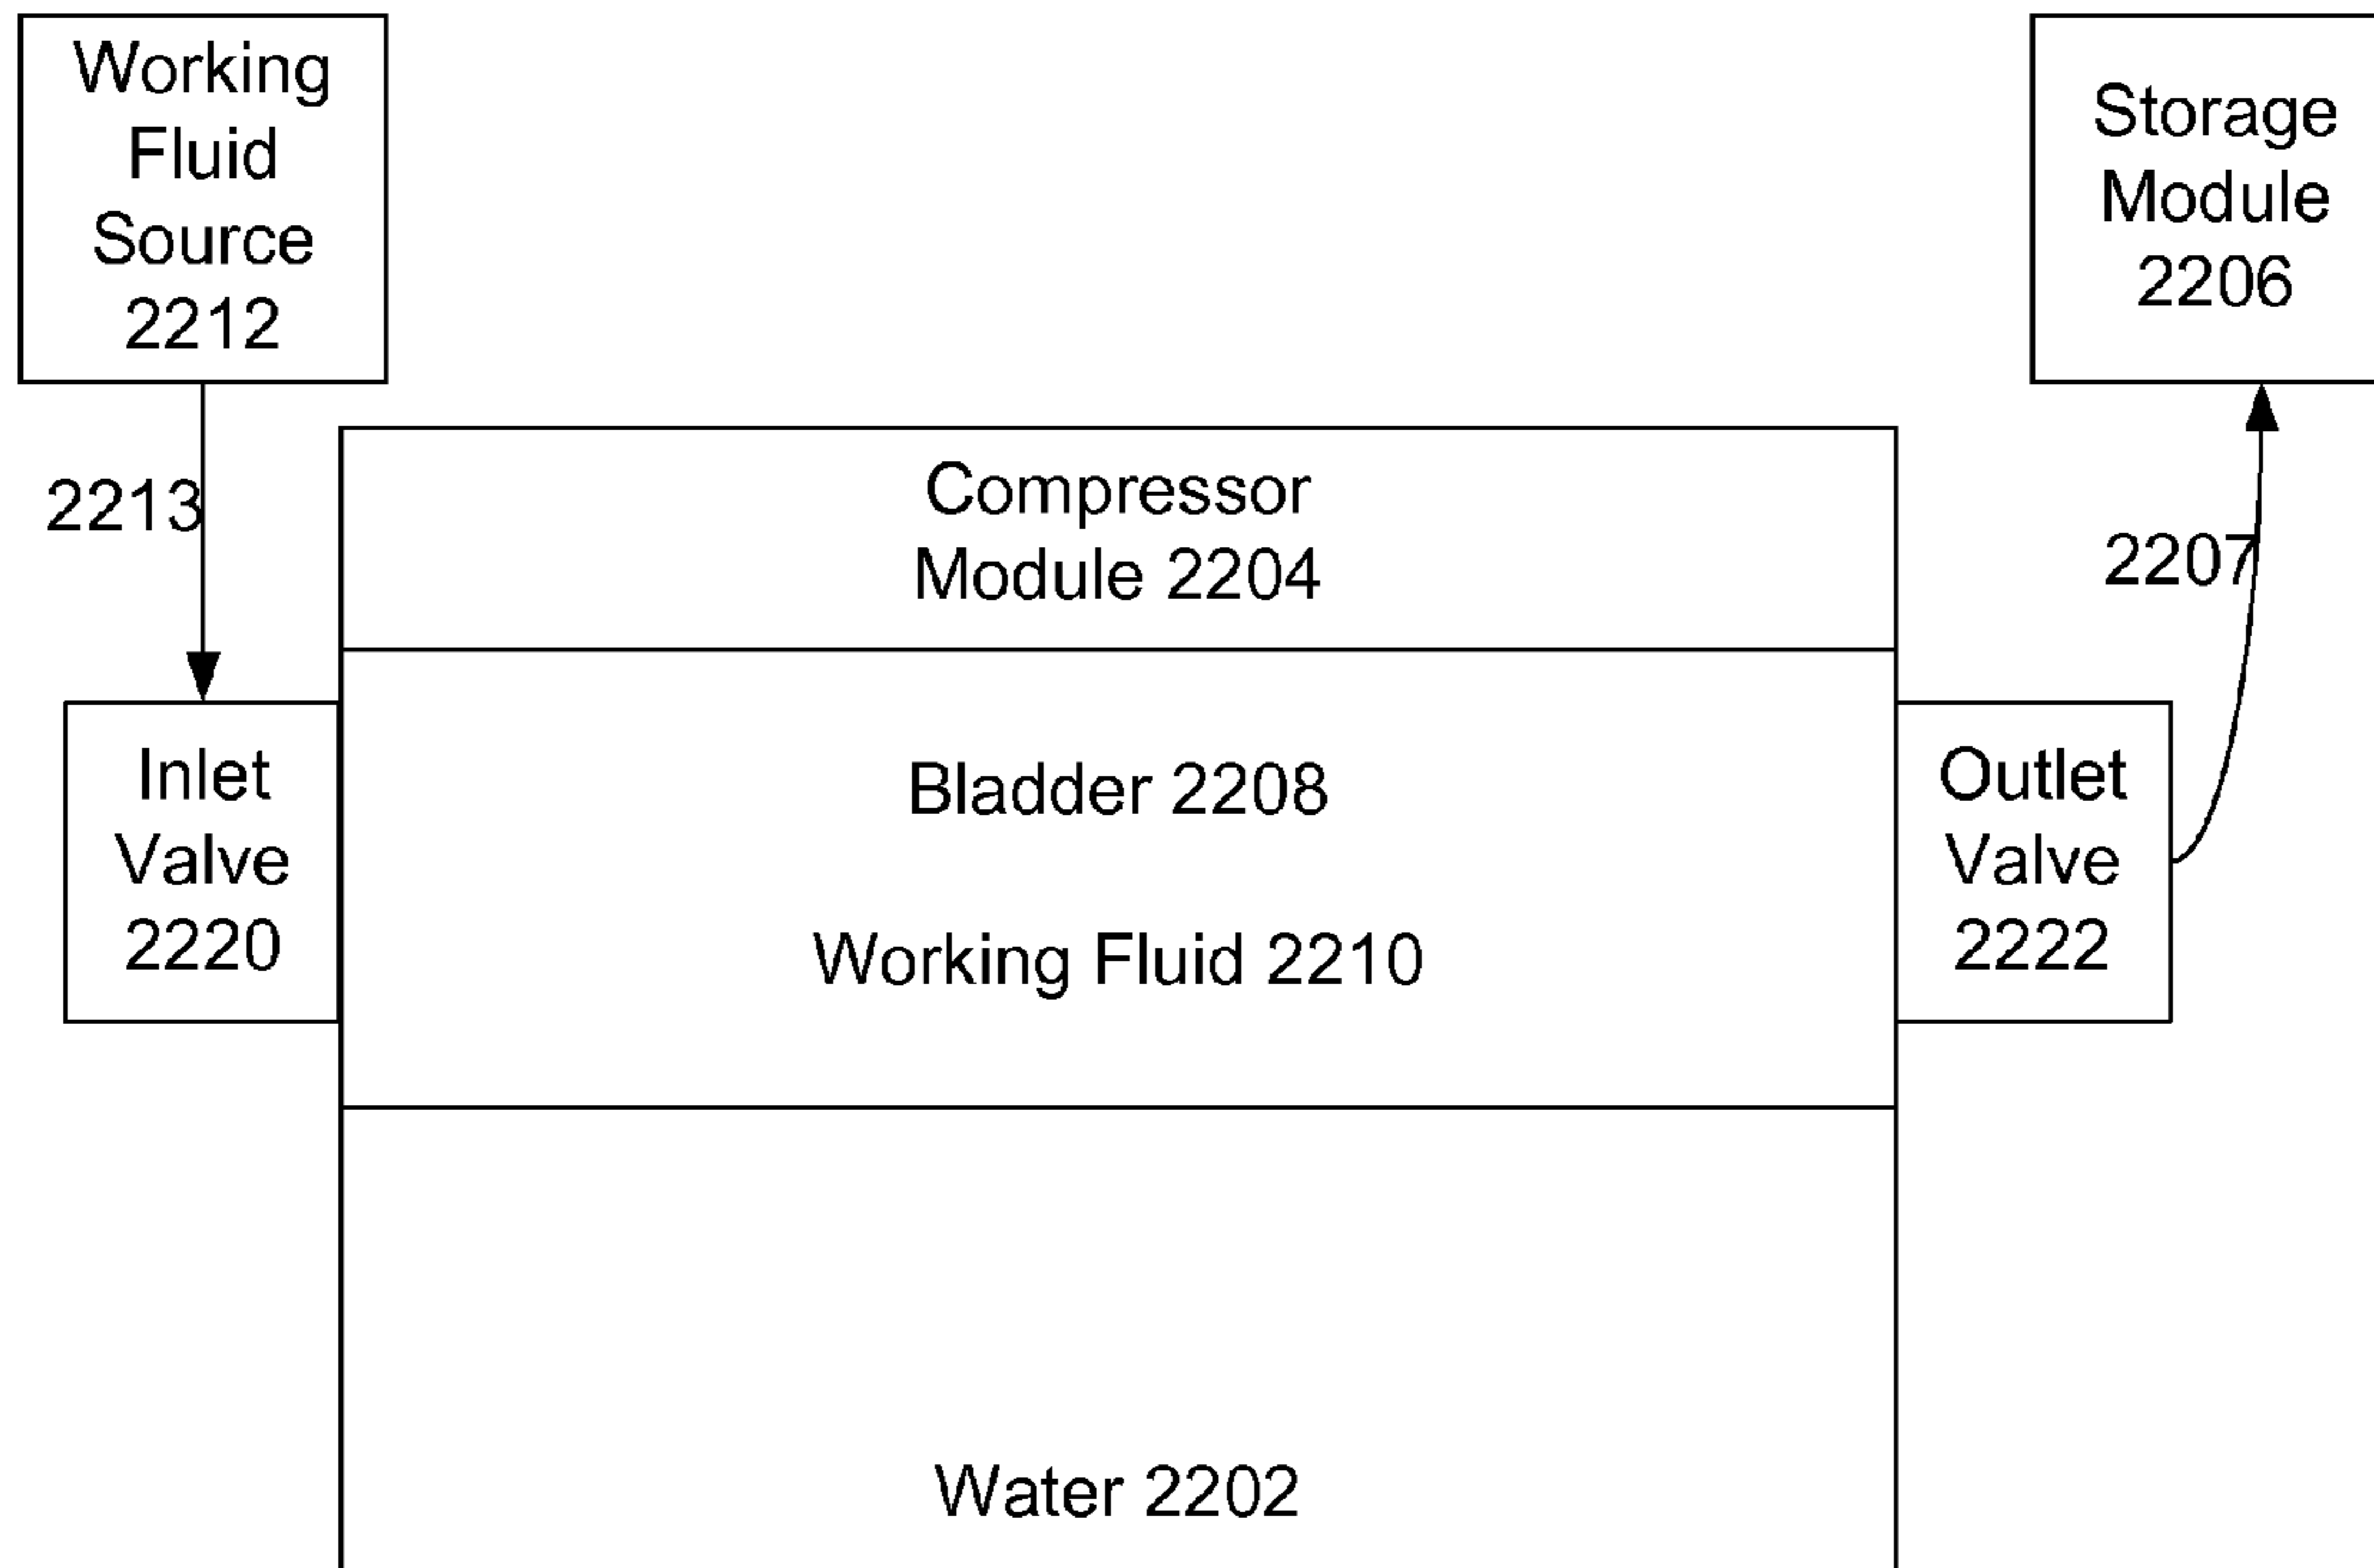 Working
Fluid
Source
2212
Storage
Module
2206
2213
Compressor
Module 2204
2207
Inlet
Valve
2220
Bladder 2208
Working Fluid 2210
Outlet
Valve
2222
Water 2202